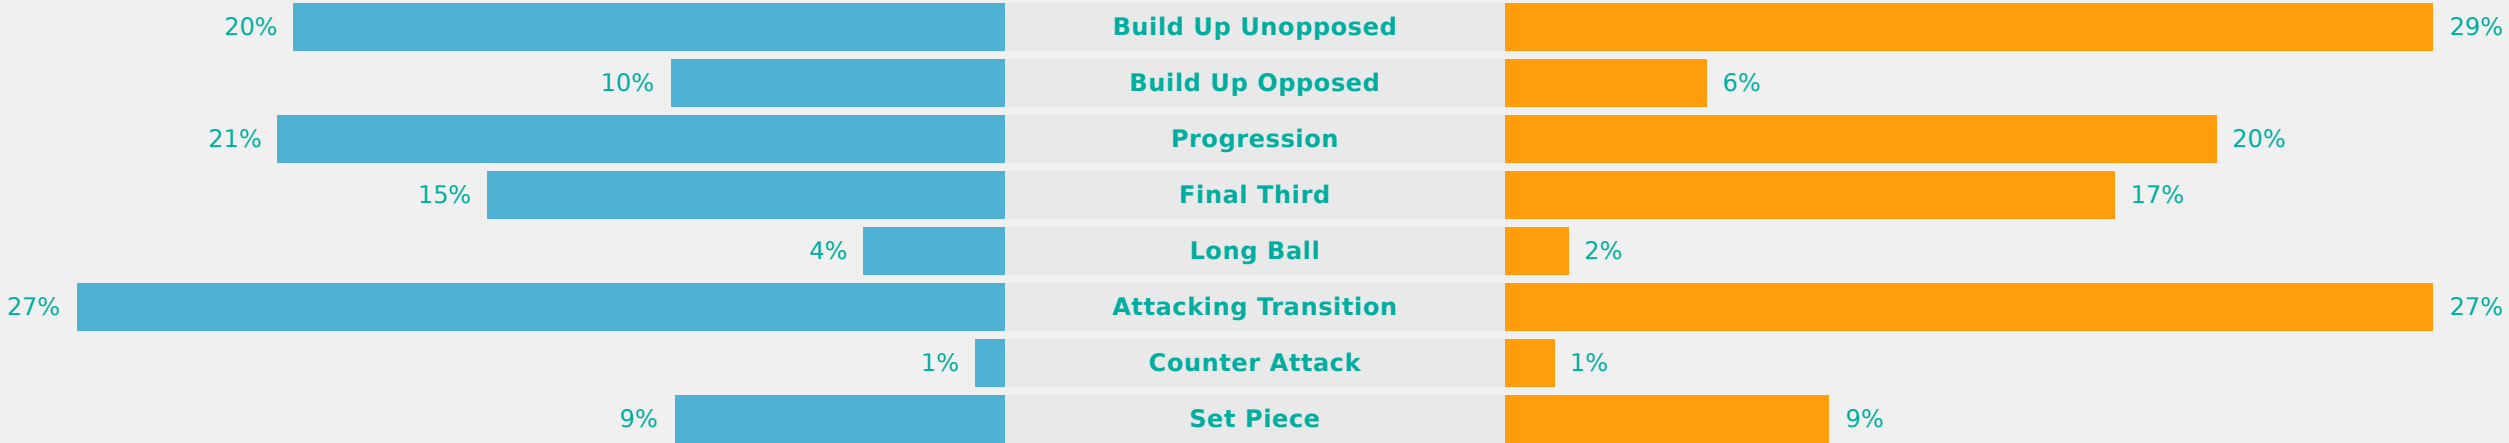 20% Build Up Unopposed 29%
10% Build Up Opposed 6%
21% Progression 20%
15% Final Third 17%
4% Long Ball 2%
27% Attacking Transition 27%
1% Counter Attack 1%
9% Set Piece 9%